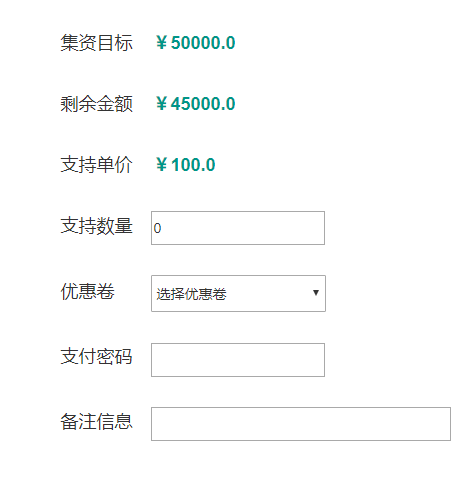 集资目标 ￥50000.0
剩余金额 ￥45000.0
支持单价 ￥100.0
支持数量 0
优惠卷 选择优惠卷
支付密码
备注信息